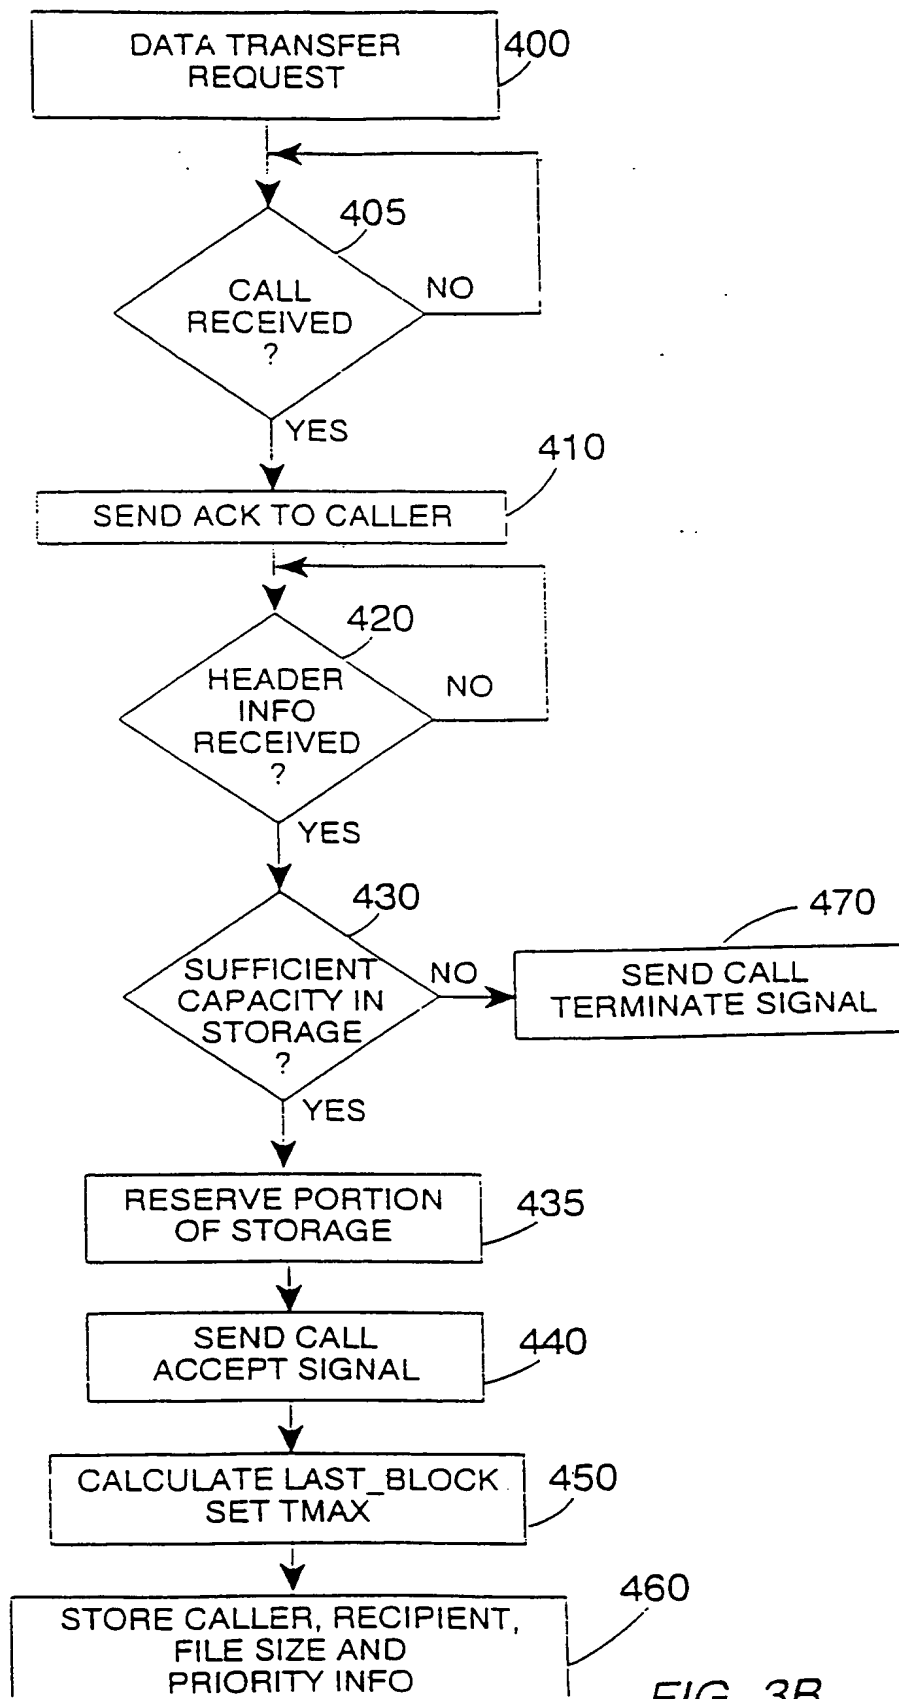 DATA TRANSFER
REQUEST
400
405
CALL
RECEIVED
?
NO
YES
410
SEND ACK TO CALLER
420
HEADER
INFO
RECEIVED
?
NO
YES
430
SUFFICIENT
CAPACITY IN
STORAGE
?
NO
470
SEND CALL
TERMINATE SIGNAL
YES
RESERVE PORTION
OF STORAGE
435
SEND CALL
ACCEPT SIGNAL
440
CALCULATE LAST_BLOCK
SET TMAX
450
460
STORE CALLER, RECIPIENT,
FILE SIZE AND
PRIORITY INFO
FIG. 3B